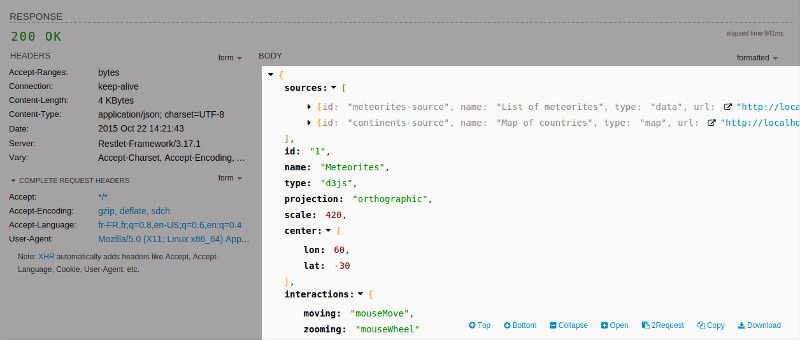 RESPONSE
200 OK
elapsed time 941ms
HEADERS form
Accept-Ranges: bytes
Connection: keep-alive
Content-Length: 4 KBytes
Content-Type: application/json; charset=UTF-8
Date: 2015 Oct 22 14:21:43
Server: Restlet-Framework/3.17.1
Vary: Accept-Charset, Accept-Encoding, ...
COMPLETE REQUEST HEADERS form
Accept: */*
Accept-Encoding: gzip, deflate, sdch
Accept-Language: fr-FR,fr;q=0.8,en-US;q=0.6,en;q=0.4
User-Agent: Mozilla/5.0 (X11; Linux x86_64) App...
Note: XHR automatically adds headers like Accept, Accept-
Language, Cookie, User-Agent, etc.
BODY formatted
{
sources: [
{id: "meteorites-source", name: "List of meteorites", type: "data", url: "http://loca
{id: "continents-source", name: "Map of countries", type: "map", url: "http://localho
],
id: "1",
name: "Meteorites",
type: "d3js",
projection: "orthographic",
scale: 420,
center: {
lon: 60,
lat: -30
},
interactions: {
moving: "mouseMove",
zooming: "mouseWheel"
Top Bottom Collapse Open 2Request Copy Download